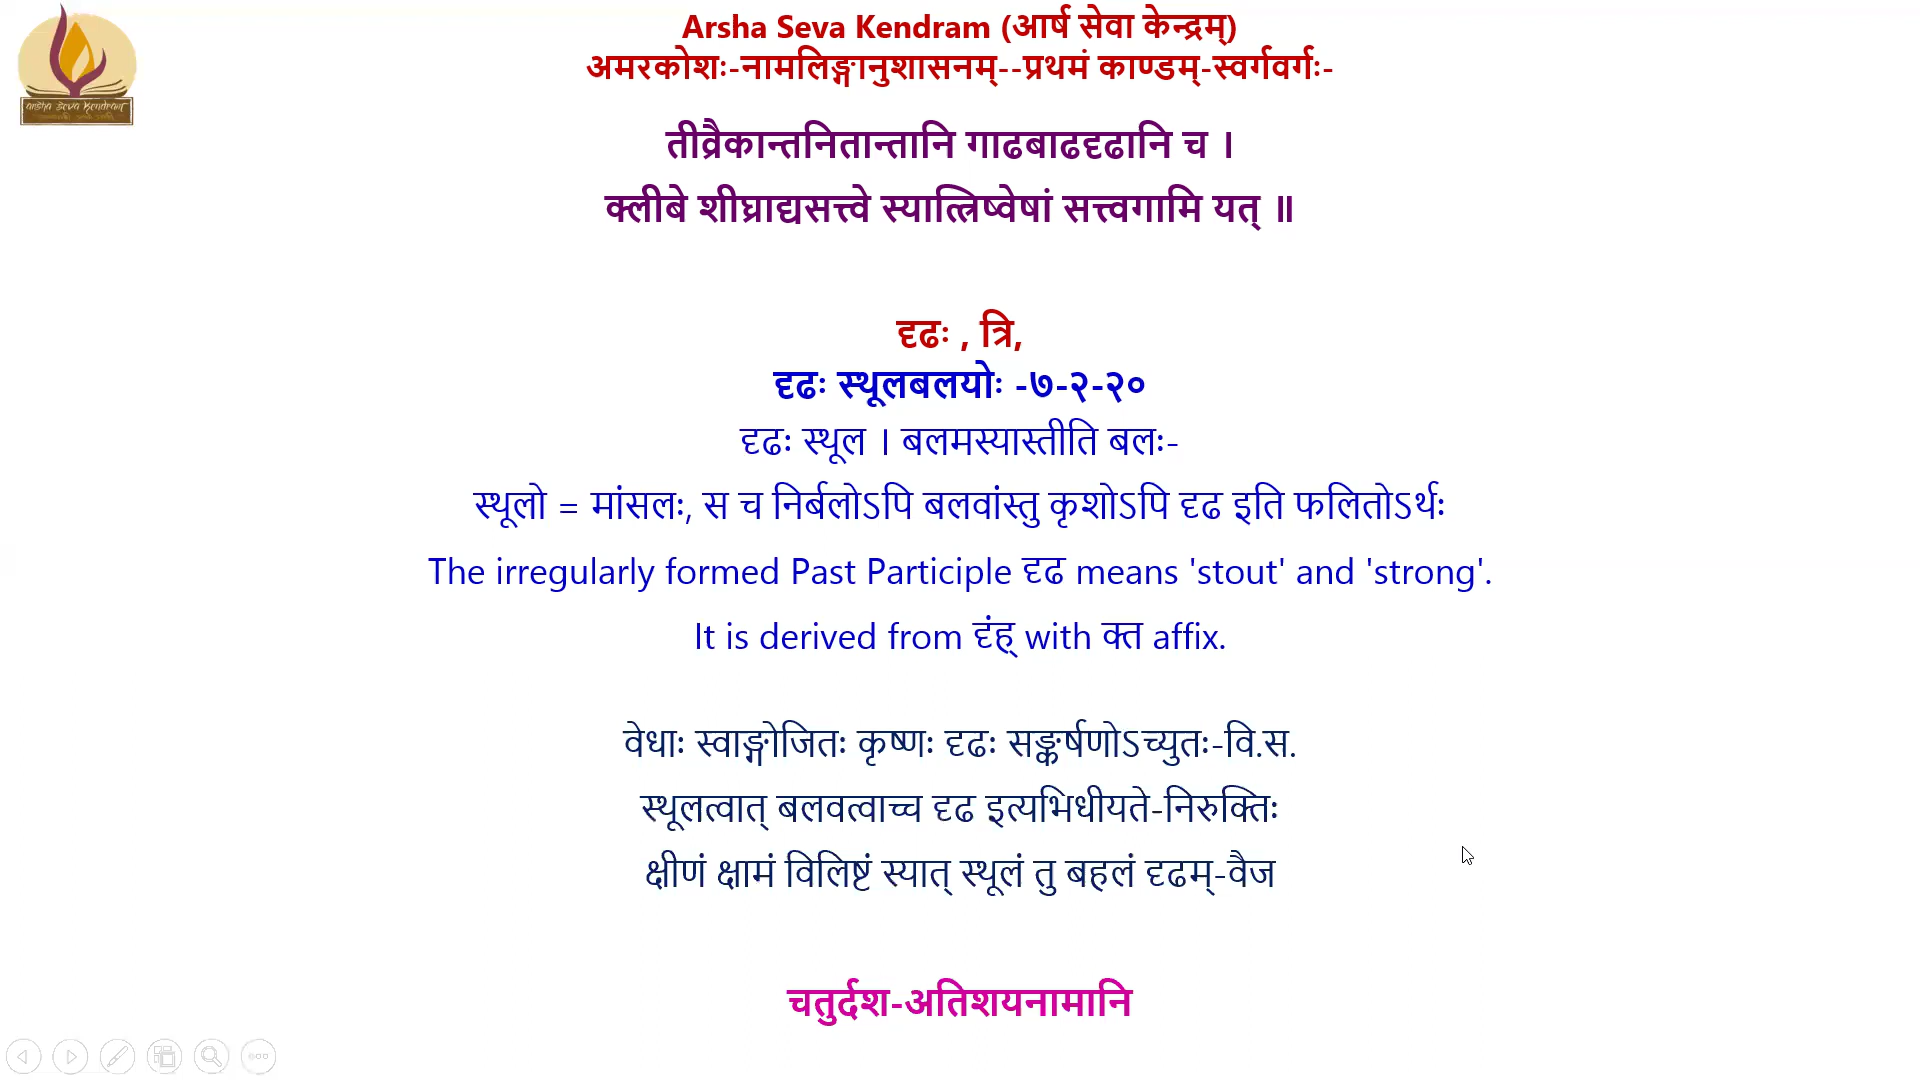 Arsha Seva Kendram (आर्ष सेवा केन्द्रम्)
अमरकोशः-नामलिङ्गानुशासनम्--प्रथमं काण्डम्-स्वर्गवर्गः-
arsha seva kendram
तीव्रैकान्तनितान्तानि गाढबाढदृढानि च ।
क्लीबे शीघ्राद्यसत्त्वे स्यात्त्रिष्वेषां सत्त्वगामि यत् ॥
दृढः , त्रि,
दृढः स्थूलबलयोः -७-२-२०
दृढः स्थूल । बलमस्यास्तीति बलः-
स्थूलो = मांसलः, स च निर्बलोऽपि बलवांस्तु कृशोऽपि दृढ इति फलितोऽर्थः
The irregularly formed Past Participle दृढ means 'stout' and 'strong'.
It is derived from दृंह् with क्त affix.
वेधाः स्वाङ्गोजितः कृष्णः दृढः सङ्कर्षणोऽच्युतः-वि.स.
स्थूलत्वात् बलवत्वाच्च दृढ इत्यभिधीयते-निरुक्तिः
क्षीणं क्षामं विलिष्टं स्यात् स्थूलं तु बहलं दृढम्-वैज
चतुर्दश-अतिशयनामानि